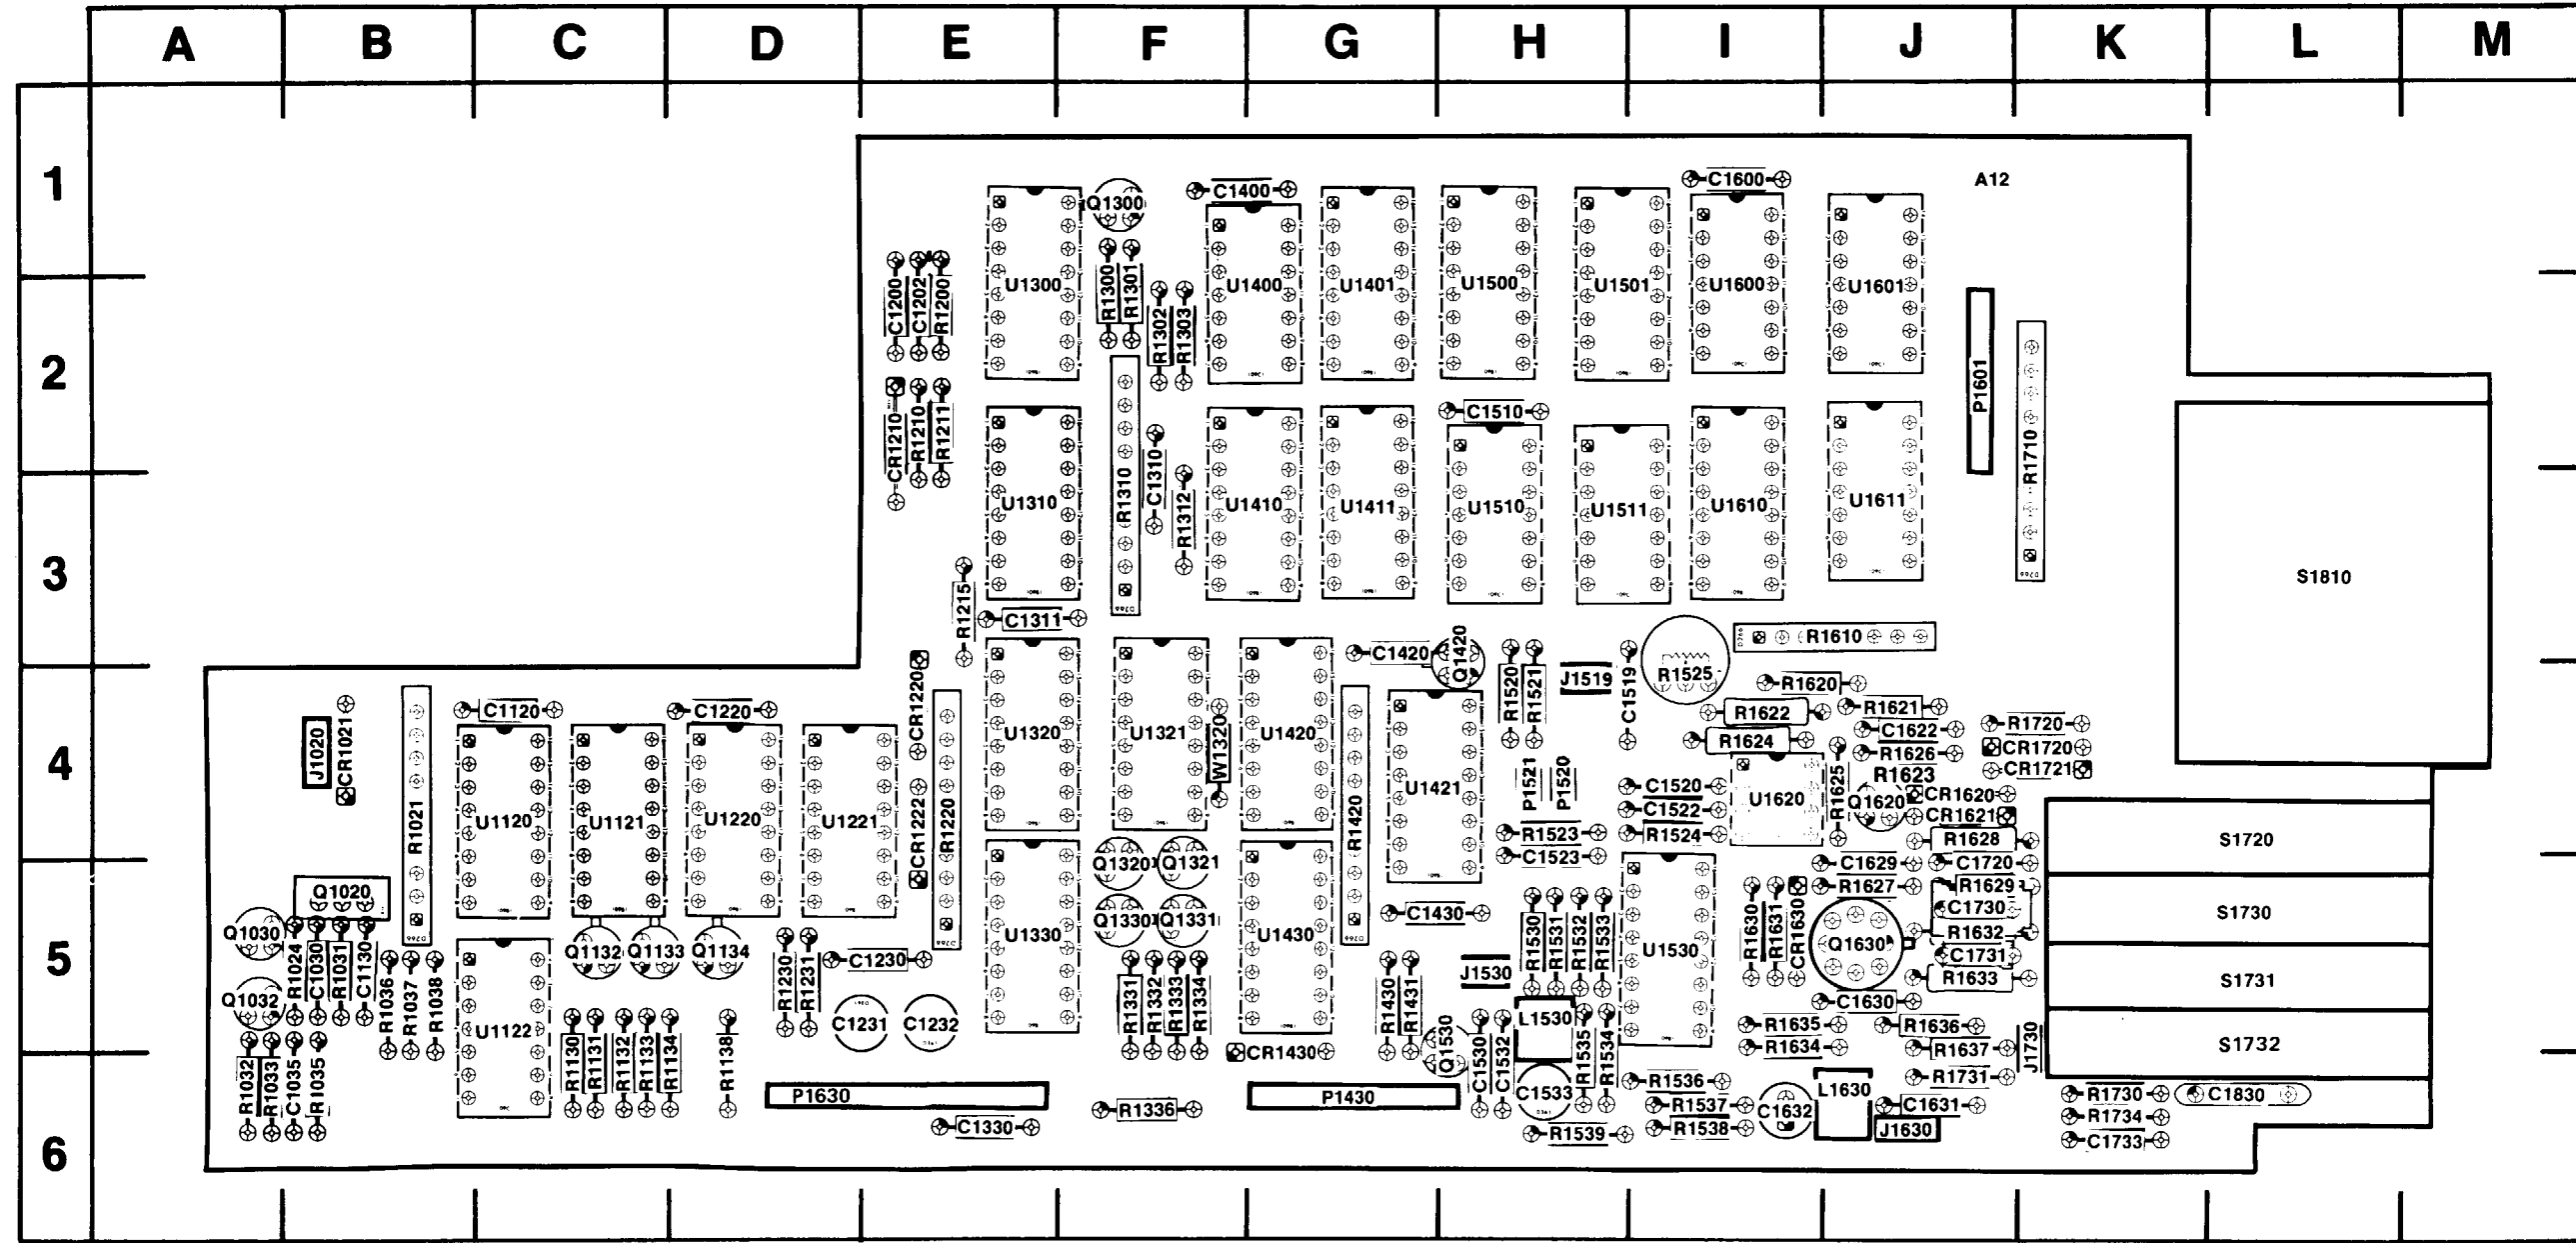 A B C D E F G H I J K L M
1
A12
Q1300 C1400 C1600
2
C1200 C1202 R1200 U1300 R1300 R1301 R1302 R1303 U1400 U1401 U1500 U1501 U1600 U1601 P1601
CR1210 R1210 R1211 C1510 R1710
3
U1310 R1310 C1310 R1312 U1410 U1411 U1510 U1511 U1610 U1611
S1810
R1215 C1311
R1610
C1420 Q1420 R1520 R1521 J1519 C1519 R1525 R1620
4
J1020 CR1021 R1021 C1120 C1220 CR1220 U1320 U1321 W1320 U1420 R1622 R1621
R1624 C1622 R1720
R1626 CR1720
CR1721
P1521 P1520 R1625 R1623
U1120 U1121 U1220 U1221 CR1222 R1220 R1420 U1421 C1520 U1620 Q1620 CR1620
C1522 CR1621
R1523 R1524 R1628 S1720
Q1320 Q1321 C1523 C1629 C1720
5
Q1020 R1627 R1629
Q1030 Q1330 Q1331 C1430 C1730 S1730
R1024 C1030 R1031 C1130 Q1132 Q1133 Q1134 U1330 U1430 R1530 R1531 R1532 R1533 U1530 R1630 R1631 CR1630 Q1630 R1632
R1036 R1037 R1038 R1230 R1231 C1230 C1731
Q1032 J1530 R1633 S1731
R1331 R1332 R1333 R1334 R1430 R1431 C1630
U1122 C1231 C1232 Q1530 L1530 R1635 R1636
R1634 R1637 J1730 S1732
R1032 R1033 C1035 R1035 R1130 R1131 R1132 R1133 R1134 R1138 CR1430 C1530 C1532 R1535 R1534
6
P1630 P1430 C1533 R1536 L1630 R1731
R1730 C1830
R1336 R1537 C1632 C1631 R1734
C1330 R1539 R1538 J1630 C1733